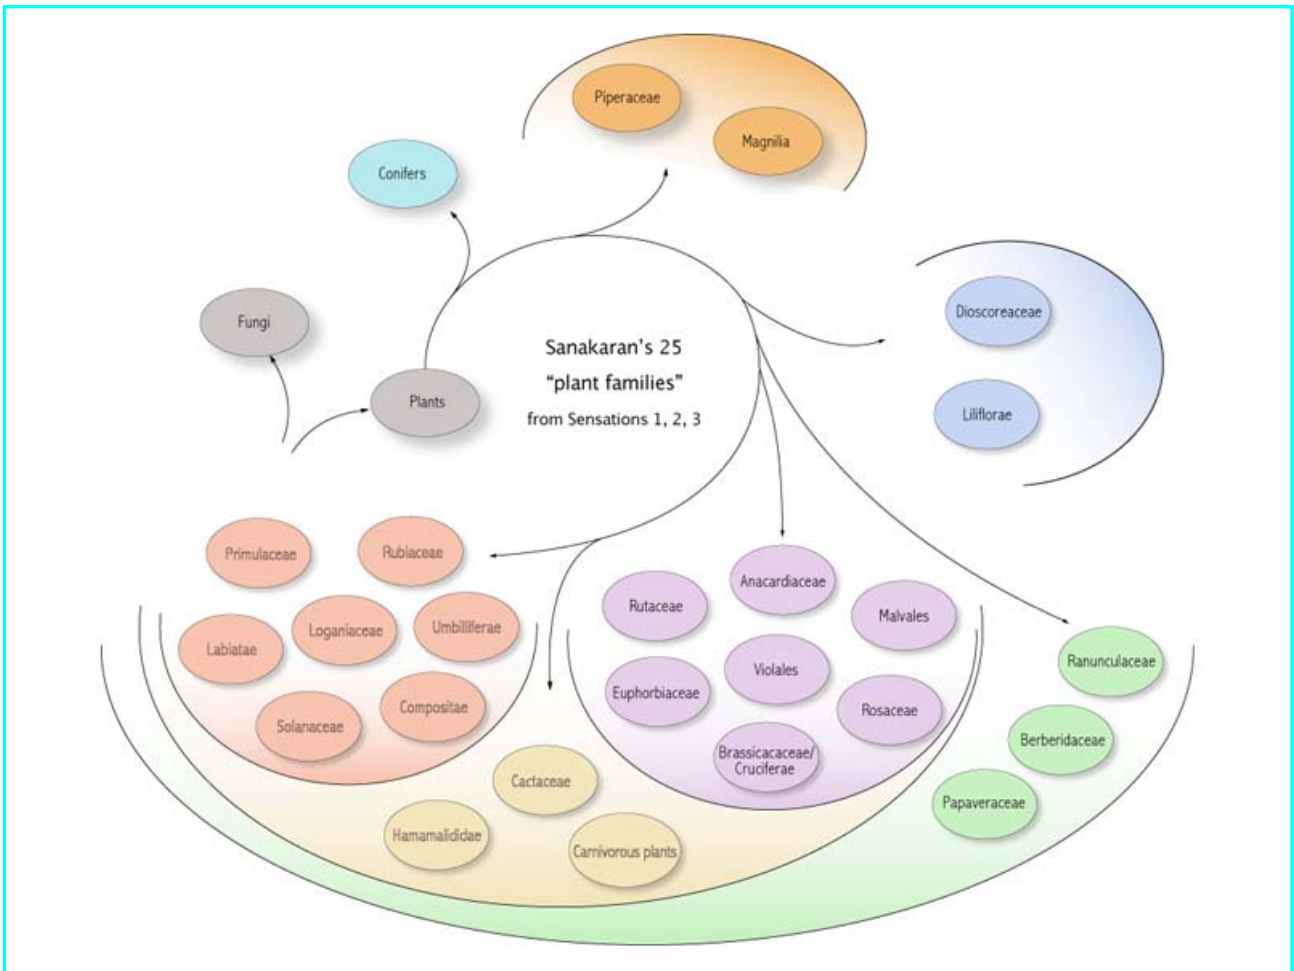 Piperaceae
Magnilia
Conifers
Fungi
Plants
Dioscoreaceae
Liliflorae
Sanakaran's 25
“plant families”
from Sensations 1, 2, 3
Primulaceae
Rubiaceae
Labiatae
Loganiaceae
Umbilliferae
Solanaceae
Compositae
Rutaceae
Anacardiaceae
Malvales
Euphorbiaceae
Violales
Rosaceae
Brassicacaceae/
Cruciferae
Ranunculaceae
Berberidaceae
Papaveraceae
Cactaceae
Hamamalididae
Carnivorous plants